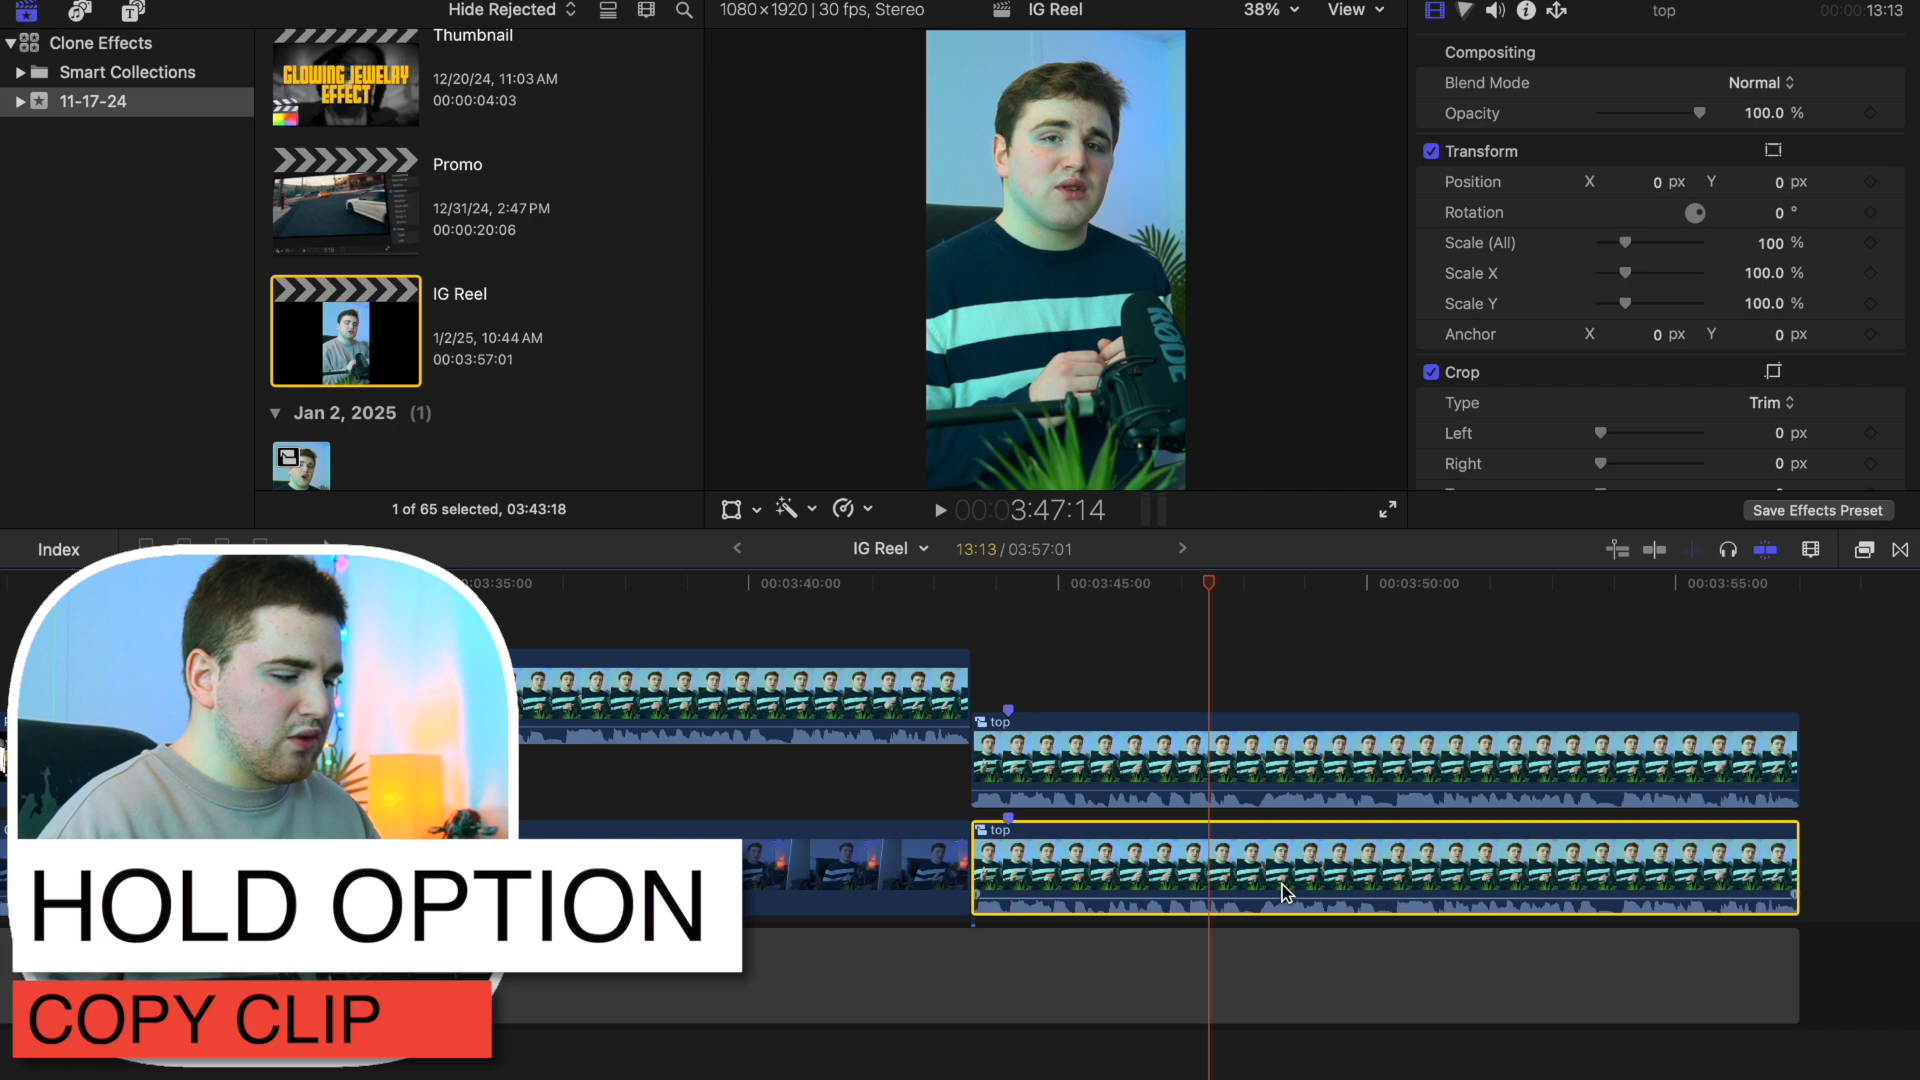 Hide Rejected
1080×1920 | 30 fps, Stereo
IG Reel
38%
View
top
00:00:13:13
Clone Effects
Smart Collections
11-17-24
Thumbnail
12/20/24, 11:03 AM
00:00:04:03
GLOWING JEWELRY
EFFECT
Promo
12/31/24, 2:47 PM
00:00:20:06
IG Reel
1/2/25, 10:44 AM
00:03:57:01
Jan 2, 2025 (1)
1 of 65 selected, 03:43:18
RØDE
00:03:47:14
Compositing
Blend Mode Normal
Opacity 100.0 %
Transform
Position X 0 px Y 0 px
Rotation 0 °
Scale (All) 100 %
Scale X 100.0 %
Scale Y 100.0 %
Anchor X 0 px Y 0 px
Crop
Type Trim
Left 0 px
Right 0 px
Save Effects Preset
Index
IG Reel
13:13 / 03:57:01
00:03:35:00
00:03:40:00
00:03:45:00
00:03:50:00
00:03:55:00
top
top
HOLD OPTION
COPY CLIP